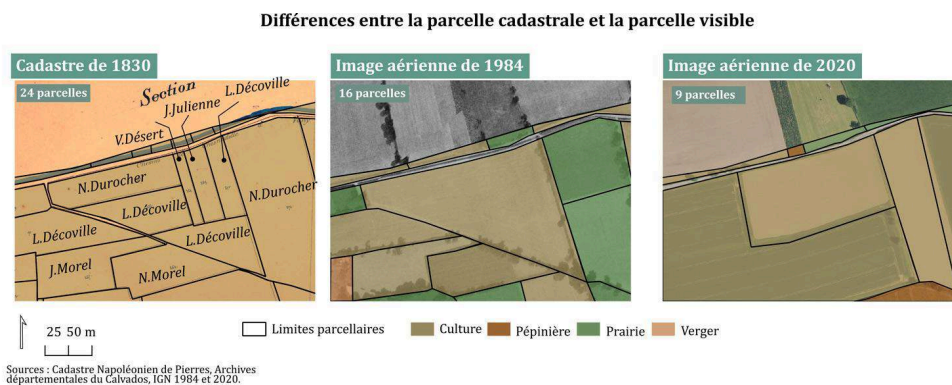 Différences entre la parcelle cadastrale et la parcelle visible
Cadastre de 1830
24 parcelles
Section
J.Julienne
L.Décoville
V.Désert
N.Durocher
L.Décoville
N.Durocher
L.Décoville
J.Morel
N.Morel
Image aérienne de 1984
16 parcelles
Image aérienne de 2020
9 parcelles
25 50 m
Limites parcellaires
Culture
Pépinière
Prairie
Verger
Sources : Cadastre Napoléonien de Pierres, Archives
départementales du Calvados, IGN 1984 et 2020.